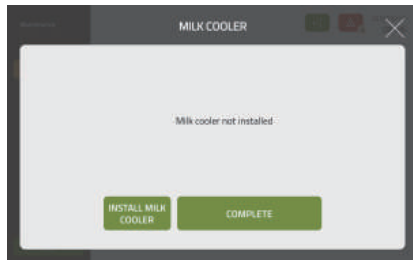 MILK COOLER
Milk cooler not installed
INSTALL MILK
COOLER
COMPLETE